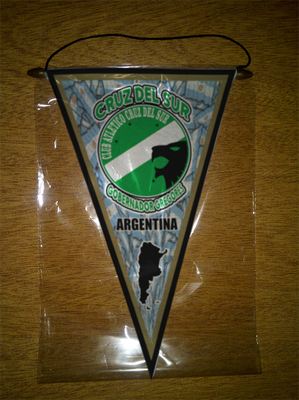 CRUZ DEL SUR
CLUB ATLETICO CRUZ DEL SUR
GOBERNADOR GREGORES
ARGENTINA